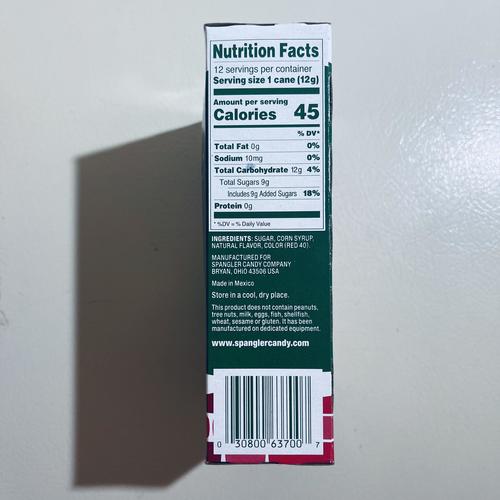 Nutrition Facts
12 servings per container
Serving size 1 cane (12g)
Amount per serving
Calories 45
% DV*
Total Fat 0g 0%
Sodium 10mg 0%
Total Carbohydrate 12g 4%
Total Sugars 9g
Includes 9g Added Sugars 18%
Protein 0g
* %DV = % Daily Value
INGREDIENTS: SUGAR, CORN SYRUP,
NATURAL FLAVOR, COLOR (RED 40).
MANUFACTURED FOR
SPANGLER CANDY COMPANY
BRYAN, OHIO 43506 USA
Made in Mexico
Store in a cool, dry place.
This product does not contain peanuts,
tree nuts, milk, eggs, fish, shellfish,
wheat, sesame or gluten. It has been
manufactured on dedicated equipment.
www.spanglercandy.com
0 30800 63700 7